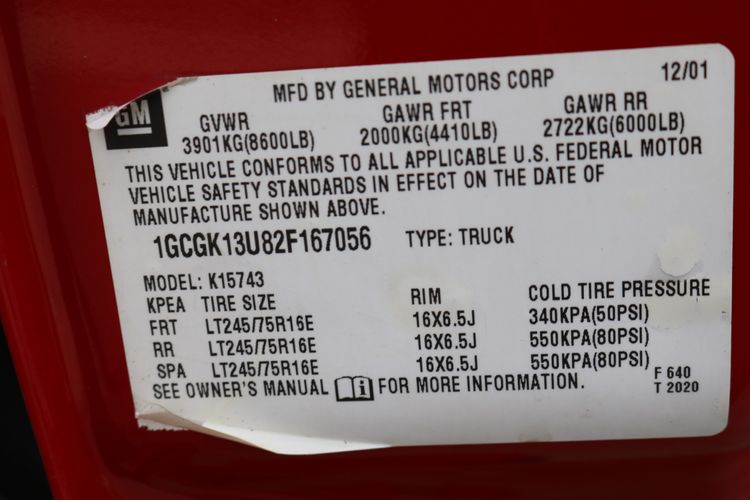 GM
MFD BY GENERAL MOTORS CORP 12/01
GVWR GAWR FRT GAWR RR
3901KG(8600LB) 2000KG(4410LB) 2722KG(6000LB)
THIS VEHICLE CONFORMS TO ALL APPLICABLE U.S. FEDERAL MOTOR
VEHICLE SAFETY STANDARDS IN EFFECT ON THE DATE OF
MANUFACTURE SHOWN ABOVE.
1GCGK13U82F167056 TYPE: TRUCK
MODEL: K15743
KPEA TIRE SIZE RIM COLD TIRE PRESSURE
FRT LT245/75R16E 16X6.5J 340KPA(50PSI)
RR LT245/75R16E 16X6.5J 550KPA(80PSI)
SPA LT245/75R16E 16X6.5J 550KPA(80PSI)
SEE OWNER'S MANUAL FOR MORE INFORMATION.
F 640
T 2020